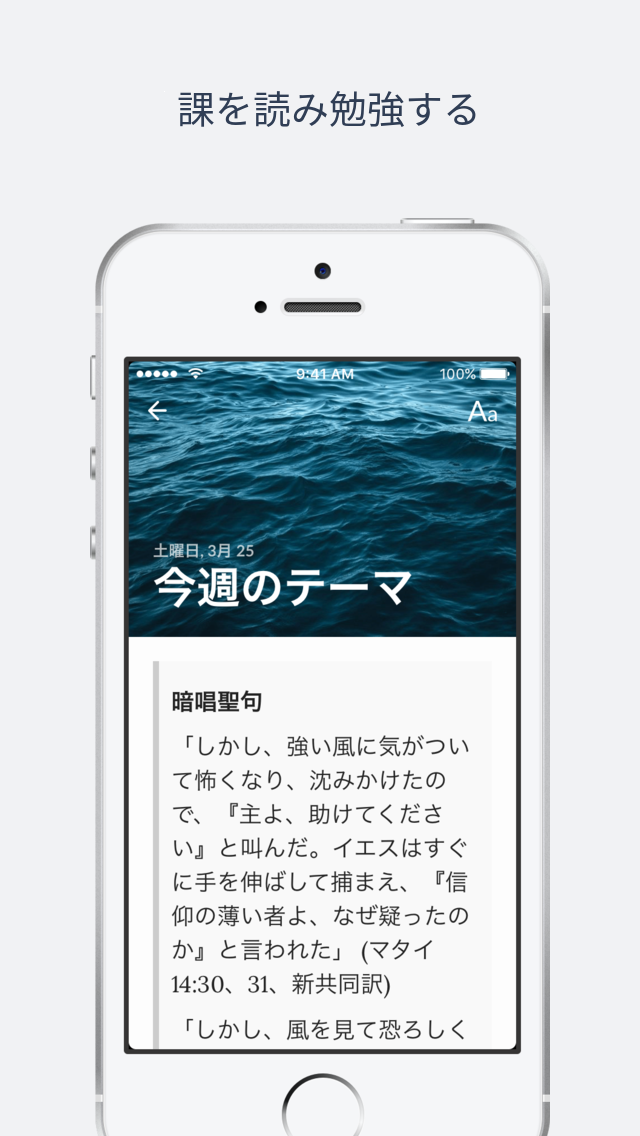 課を読み勉強する
9:41 AM
100%
Aa
土曜日, 3月 25
今週のテーマ
暗唱聖句
「しかし、強い風に気がつい
て怖くなり、沈みかけたの
で、『主よ、助けてくださ
い』と叫んだ。イエスはすぐ
に手を伸ばして捕まえ、『信
仰の薄い者よ、なぜ疑ったの
か』と言われた」 (マタイ
14:30、31、新共同訳)
「しかし、風を見て恐ろしく